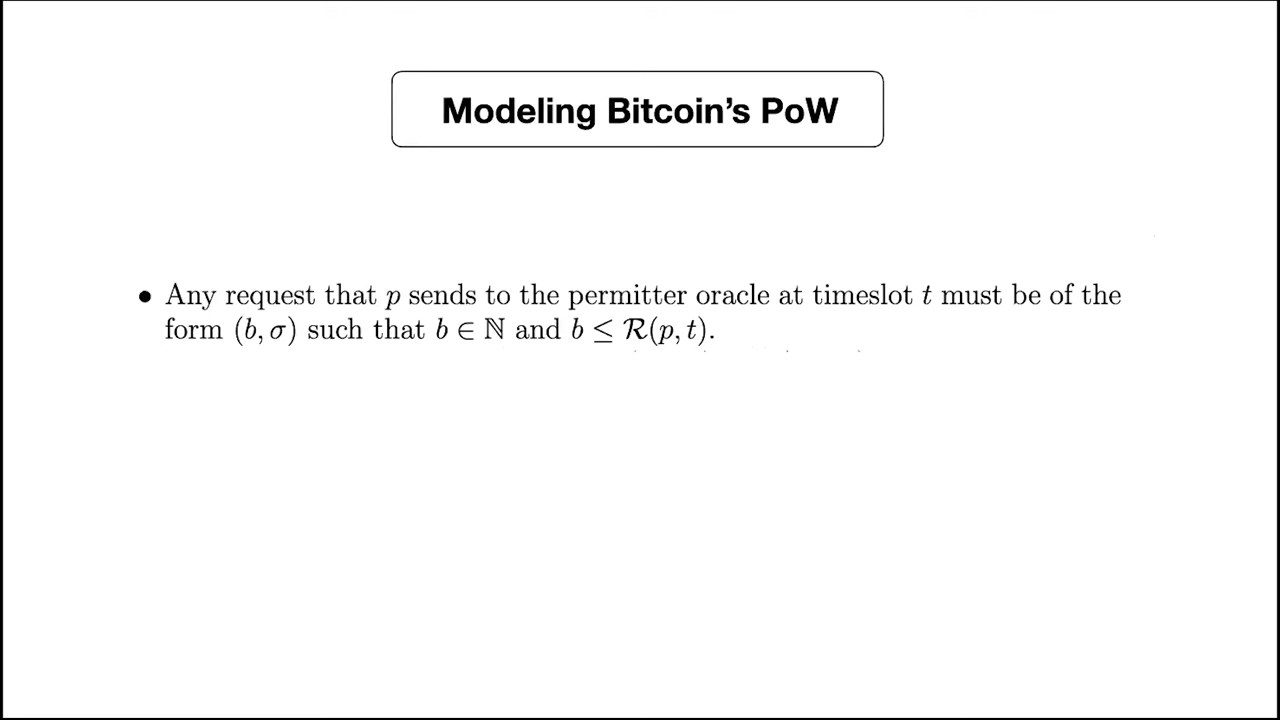 Modeling Bitcoin's PoW
• Any request that p sends to the permitter oracle at timeslot t must be of the
form (b, σ) such that b ∈ ℕ and b ≤ ℛ(p, t).